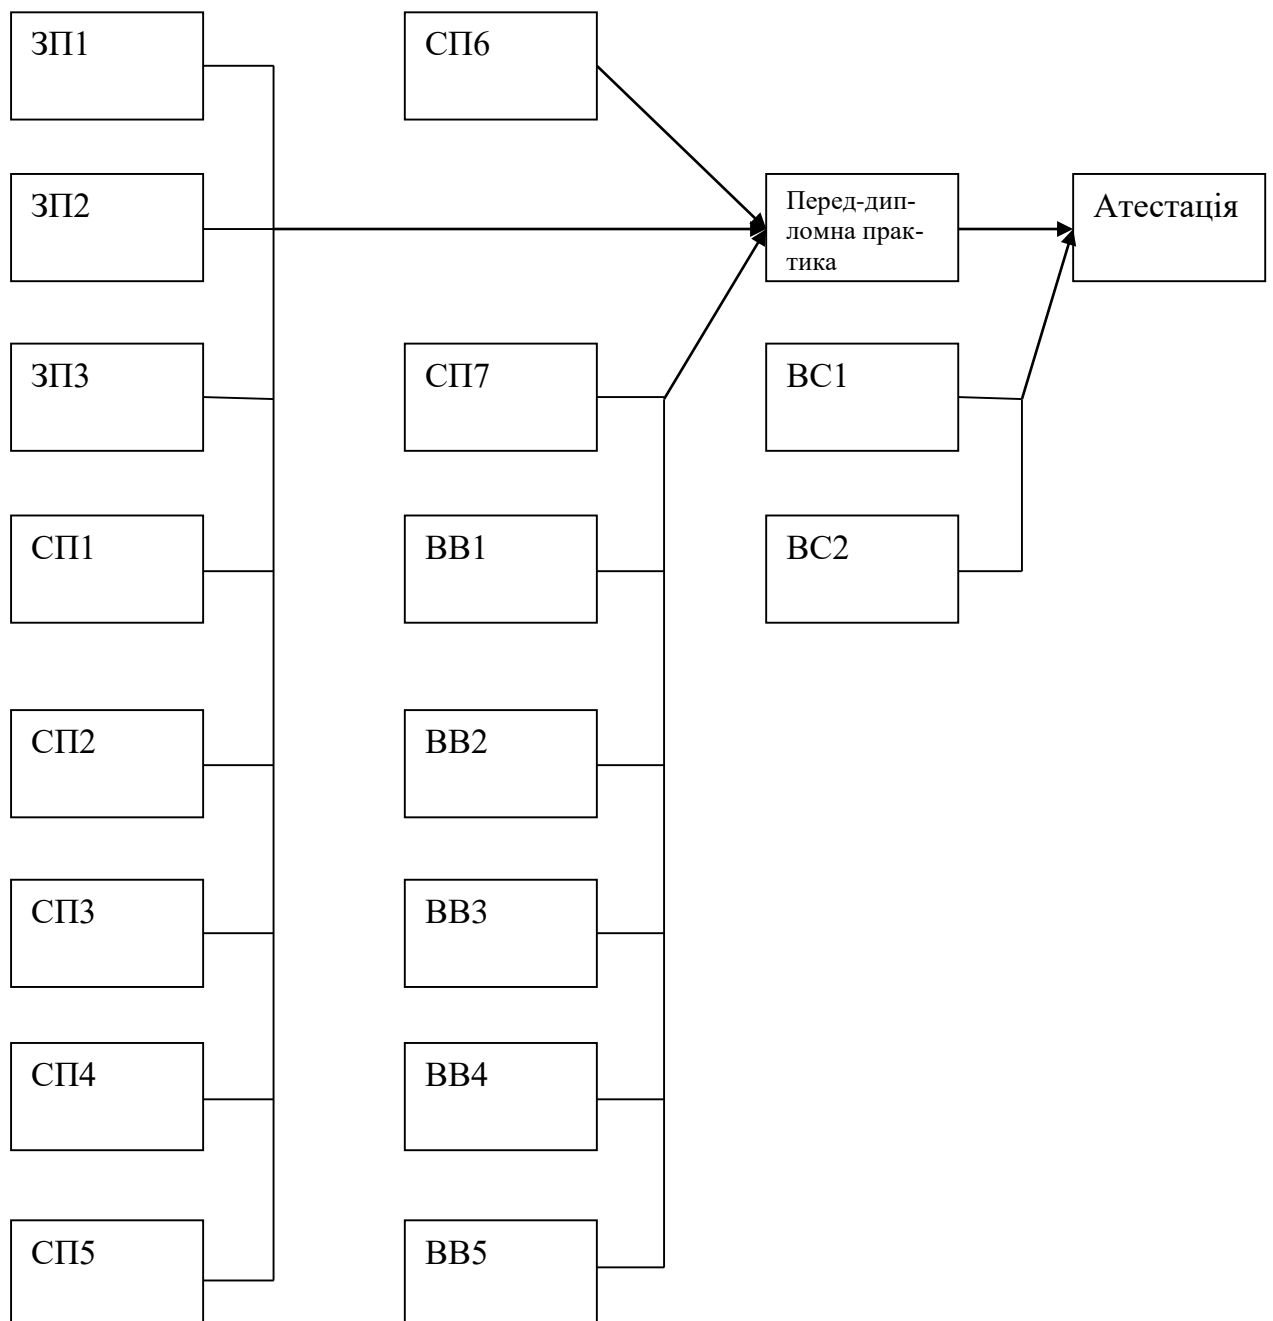 ЗП1
СП6
ЗП2
Перед-дип-
ломна прак-
тика
Атестація
ЗП3
СП7
ВС1
СП1
ВВ1
ВС2
СП2
ВВ2
СП3
ВВ3
СП4
ВВ4
СП5
ВВ5